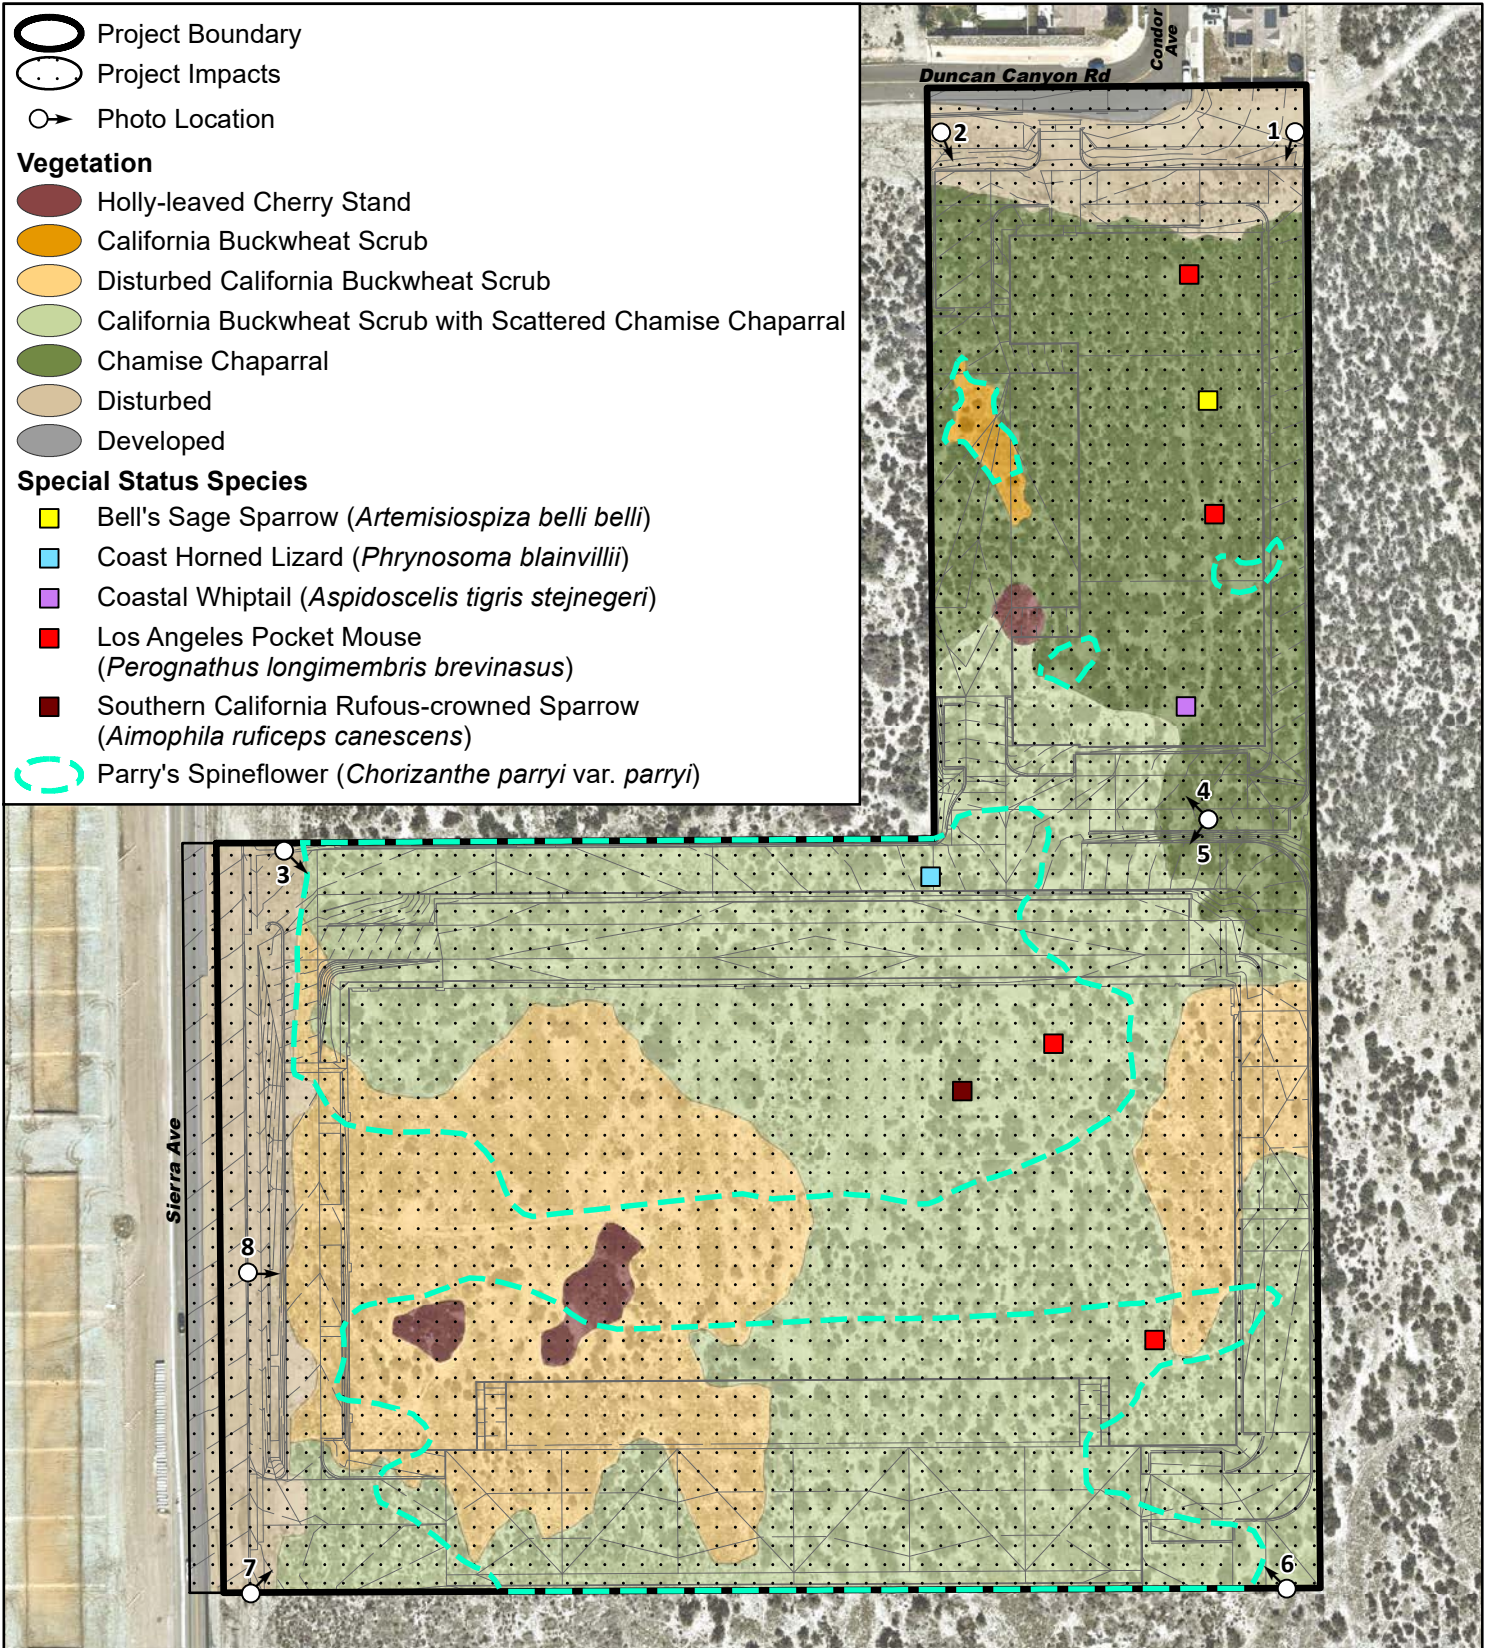 Project Boundary
Project Impacts
Photo Location
Vegetation
Holly-leaved Cherry Stand
California Buckwheat Scrub
Disturbed California Buckwheat Scrub
California Buckwheat Scrub with Scattered Chamise Chaparral
Chamise Chaparral
Disturbed
Developed
Special Status Species
Bell's Sage Sparrow (Artemisiospiza belli belli)
Coast Horned Lizard (Phrynosoma blainvillii)
Coastal Whiptail (Aspidoscelis tigris stejnegeri)
Los Angeles Pocket Mouse
(Perognathus longimembris brevinasus)
Southern California Rufous-crowned Sparrow
(Aimophila ruficeps canescens)
Parry's Spineflower (Chorizanthe parryi var. parryi)
Condor
Ave
Duncan Canyon Rd
2
1
4
5
3
Sierra Ave
8
7
6